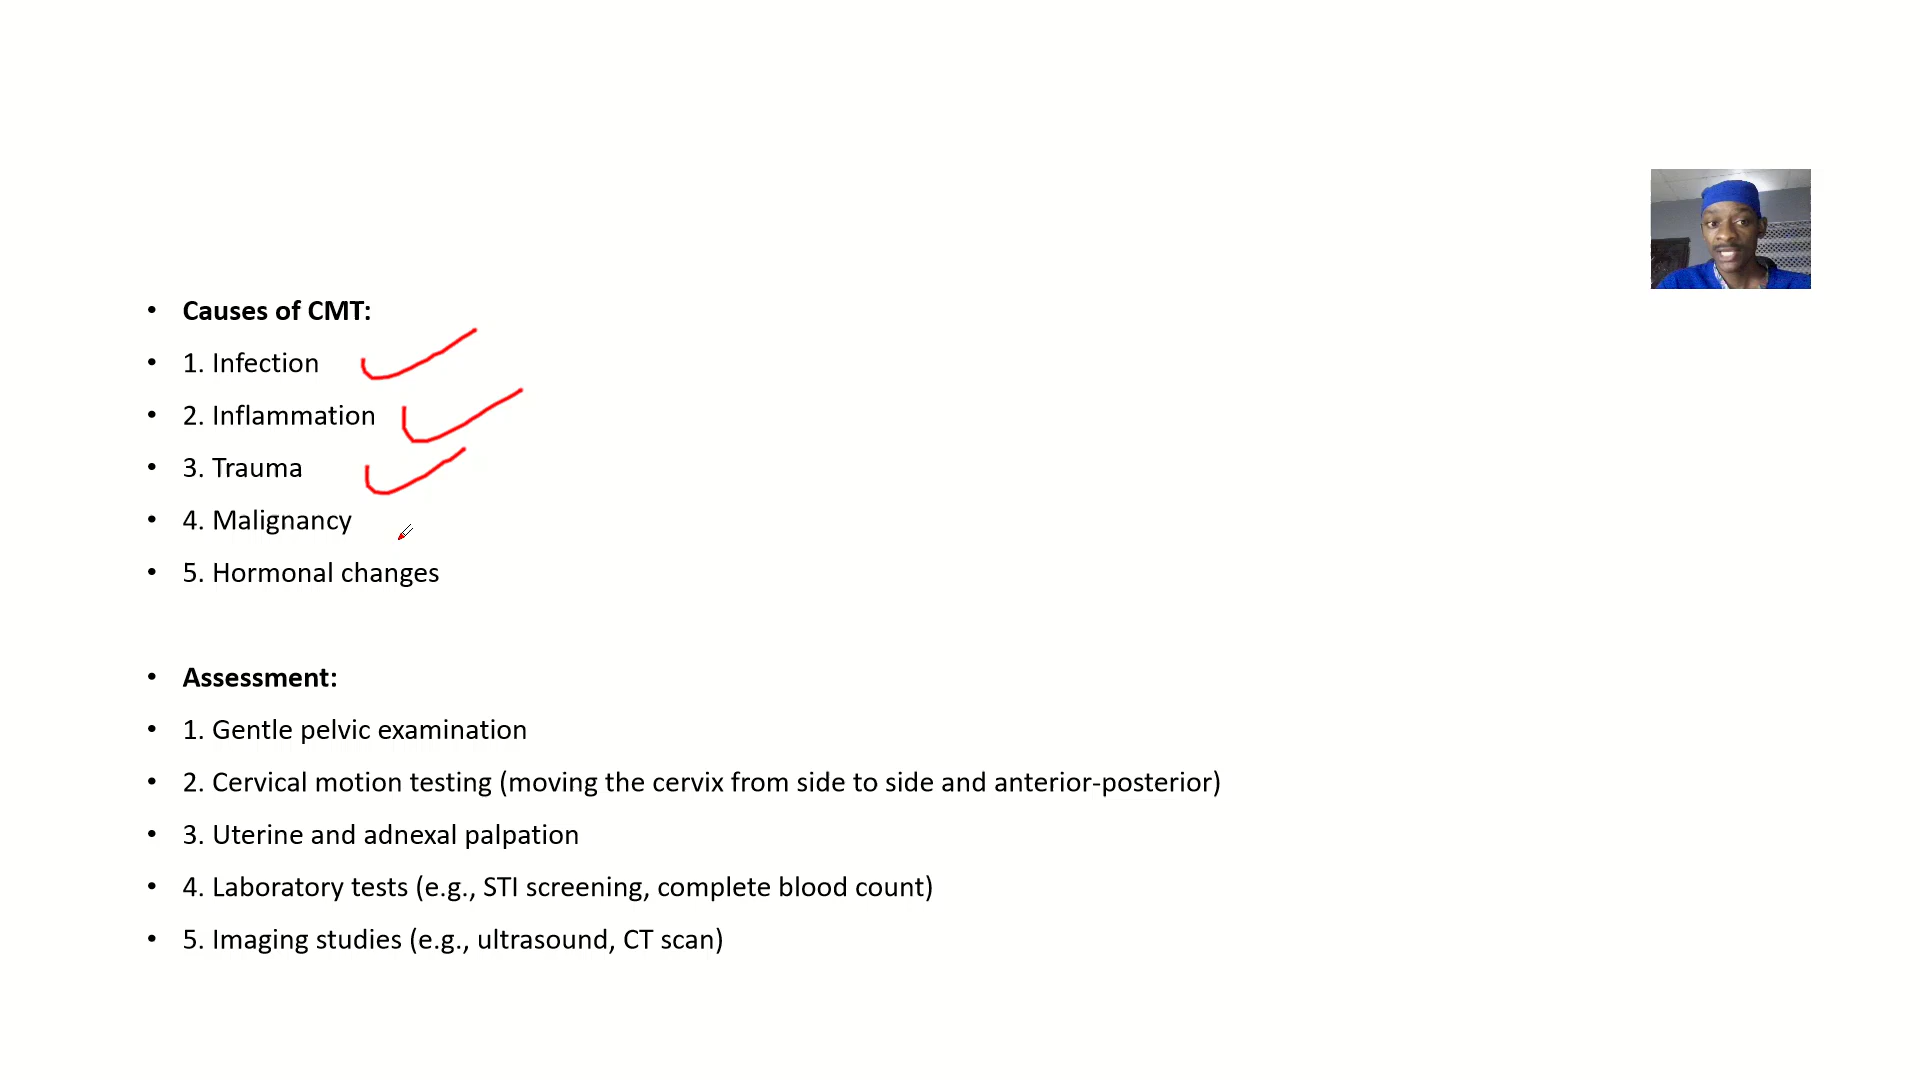 • Causes of CMT:
• 1. Infection
• 2. Inflammation
• 3. Trauma
• 4. Malignancy
• 5. Hormonal changes
• Assessment:
• 1. Gentle pelvic examination
• 2. Cervical motion testing (moving the cervix from side to side and anterior-posterior)
• 3. Uterine and adnexal palpation
• 4. Laboratory tests (e.g., STI screening, complete blood count)
• 5. Imaging studies (e.g., ultrasound, CT scan)